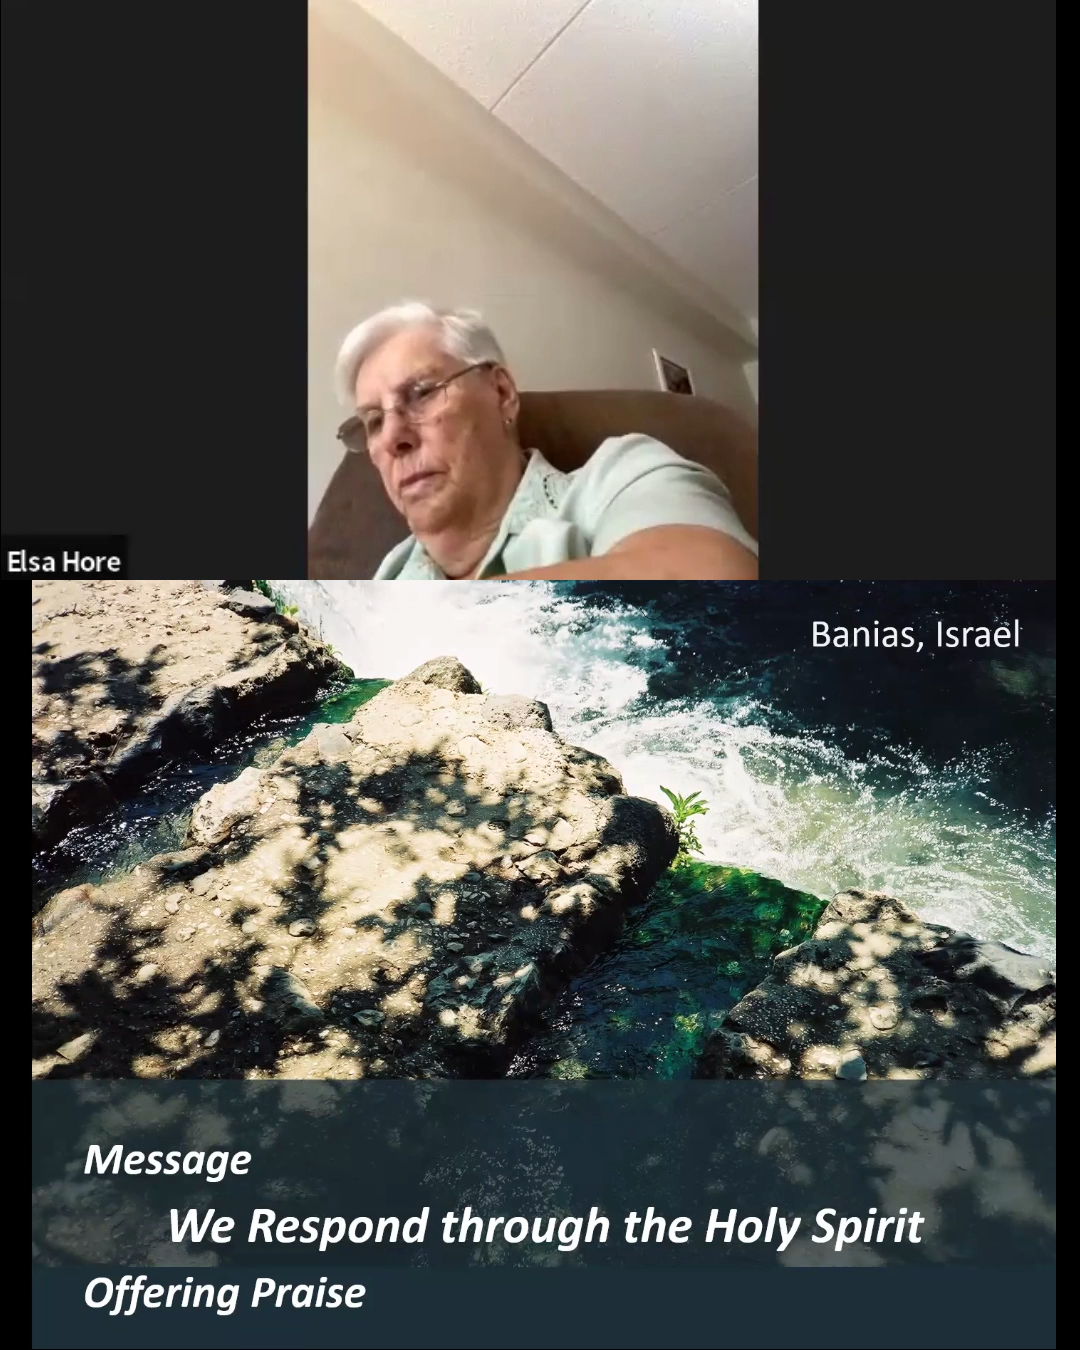 Elsa Hore
Banias, Israel
Message
We Respond through the Holy Spirit
Offering Praise